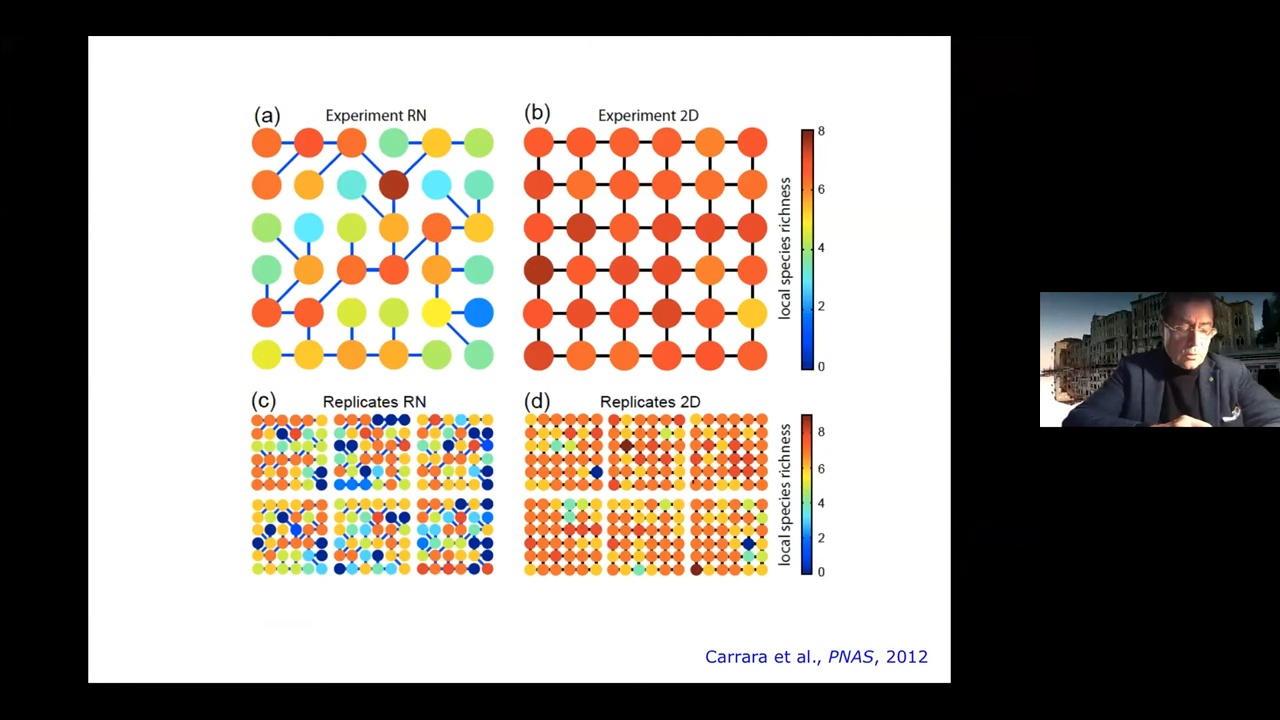 (a) Experiment RN
(b) Experiment 2D
8
6
4
2
0
local species richness
(c) Replicates RN
(d) Replicates 2D
8
6
4
2
0
local species richness
Carrara et al., PNAS, 2012